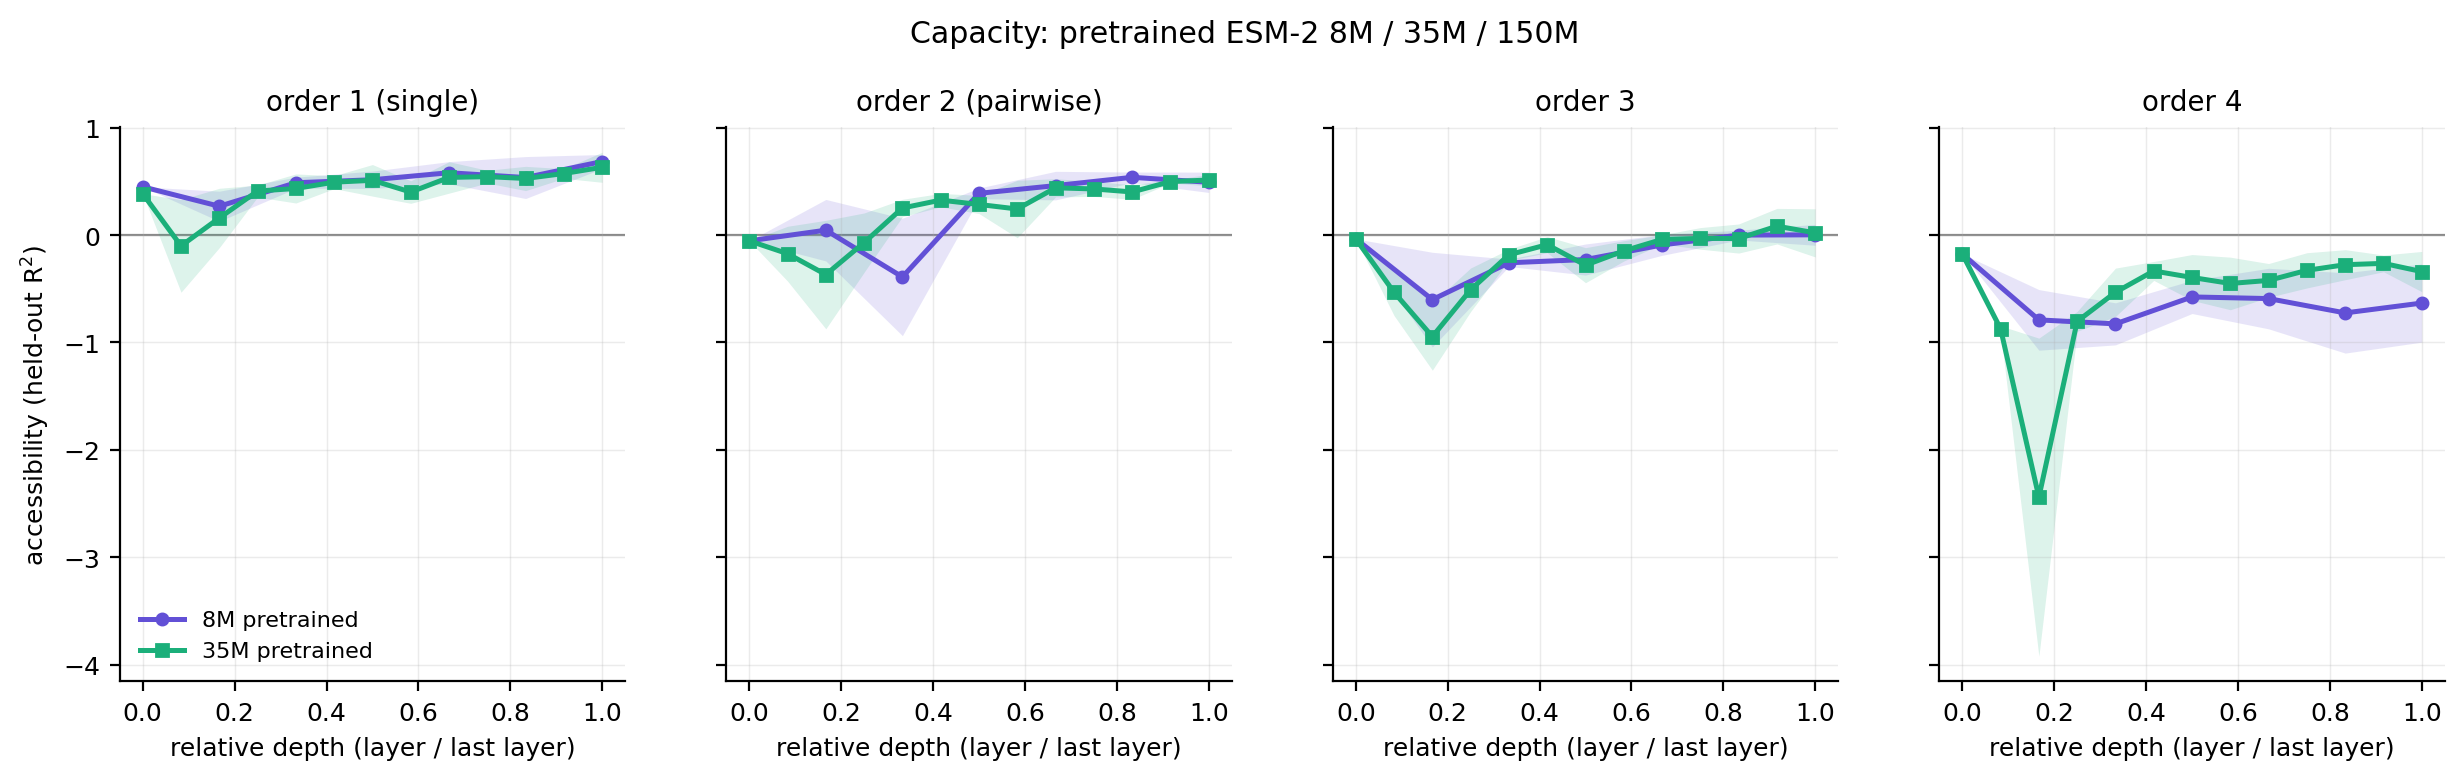 Capacity: pretrained ESM-2 8M / 35M / 150M
order 1 (single)
order 2 (pairwise)
order 3
order 4
accessibility (held-out R²)
1
0
−1
−2
−3
−4
8M pretrained
35M pretrained
0.0 0.2 0.4 0.6 0.8 1.0
0.0 0.2 0.4 0.6 0.8 1.0
0.0 0.2 0.4 0.6 0.8 1.0
0.0 0.2 0.4 0.6 0.8 1.0
relative depth (layer / last layer)
relative depth (layer / last layer)
relative depth (layer / last layer)
relative depth (layer / last layer)